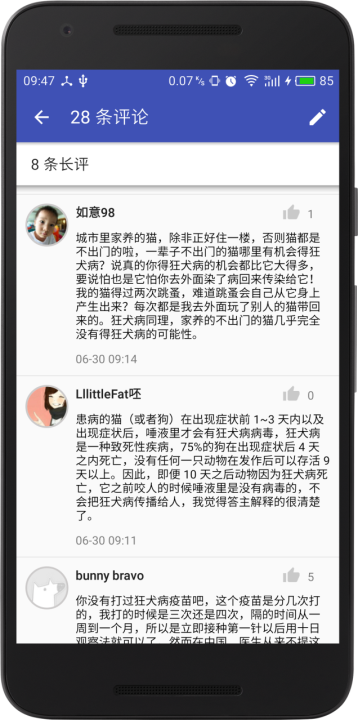 09:47 0.07 K/s 3G 85
28 条评论
8 条长评
如意98 1
城市里家养的猫，除非正好住一楼，否则猫都是
不出门的啦，一辈子不出门的猫哪里有机会得狂
犬病？说真的你得狂犬病的机会都比它大得多，
要说怕也是它怕你去外面染了病回来传染给它！
我的猫得过两次跳蚤，难道跳蚤会自己从它身上
产生出来？每次都是我去外面玩了别人的猫带回
来的。狂犬病同理，家养的不出门的猫几乎完全
没有得狂犬病的可能性。
06-30 09:14
LllittleFat呸 0
患病的猫（或者狗）在出现症状前 1~3 天内以及
出现症状后，唾液里才会有狂犬病病毒，狂犬病
是一种致死性疾病，75%的狗在出现症状后 4 天
之内死亡，没有任何一只动物在发作后可以存活 9
天以上。因此，即便 10 天之后动物因为狂犬病死
亡，它之前咬人的时候唾液里是没有病毒的，不
会把狂犬病传播给人，我觉得答主解释的很清楚
了。
06-30 09:11
bunny bravo 5
你没有打过狂犬病疫苗吧，这个疫苗是分几次打
的，我打的时候是三次还是四次，隔的时间从一
周到一个月，所以是立即接种第一针以后用十日
观察法就可以了，然而在中国，医生从来不提这